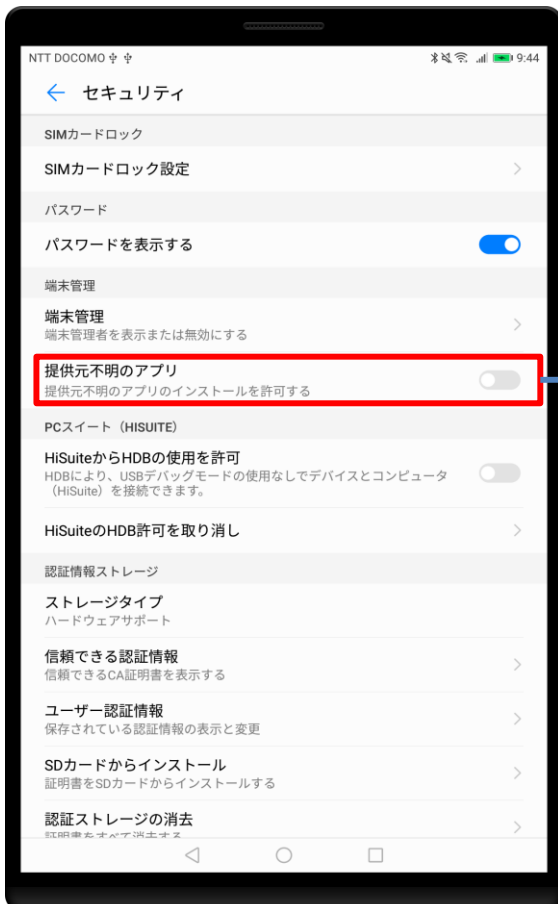 NTT DOCOMO 9:44
セキュリティ
SIMカードロック
SIMカードロック設定
パスワード
パスワードを表示する
端末管理
端末管理
端末管理者を表示または無効にする
提供元不明のアプリ
提供元不明のアプリのインストールを許可する
PCスイート（HISUITE）
HiSuiteからHDBの使用を許可
HDBにより、USBデバッグモードの使用なしでデバイスとコンピュータ
（HiSuite）を接続できます。
HiSuiteのHDB許可を取り消し
認証情報ストレージ
ストレージタイプ
ハードウェアサポート
信頼できる認証情報
信頼できるCA証明書を表示する
ユーザー認証情報
保存されている認証情報の表示と変更
SDカードからインストール
証明書をSDカードからインストールする
認証ストレージの消去
証明書をすべて消去する